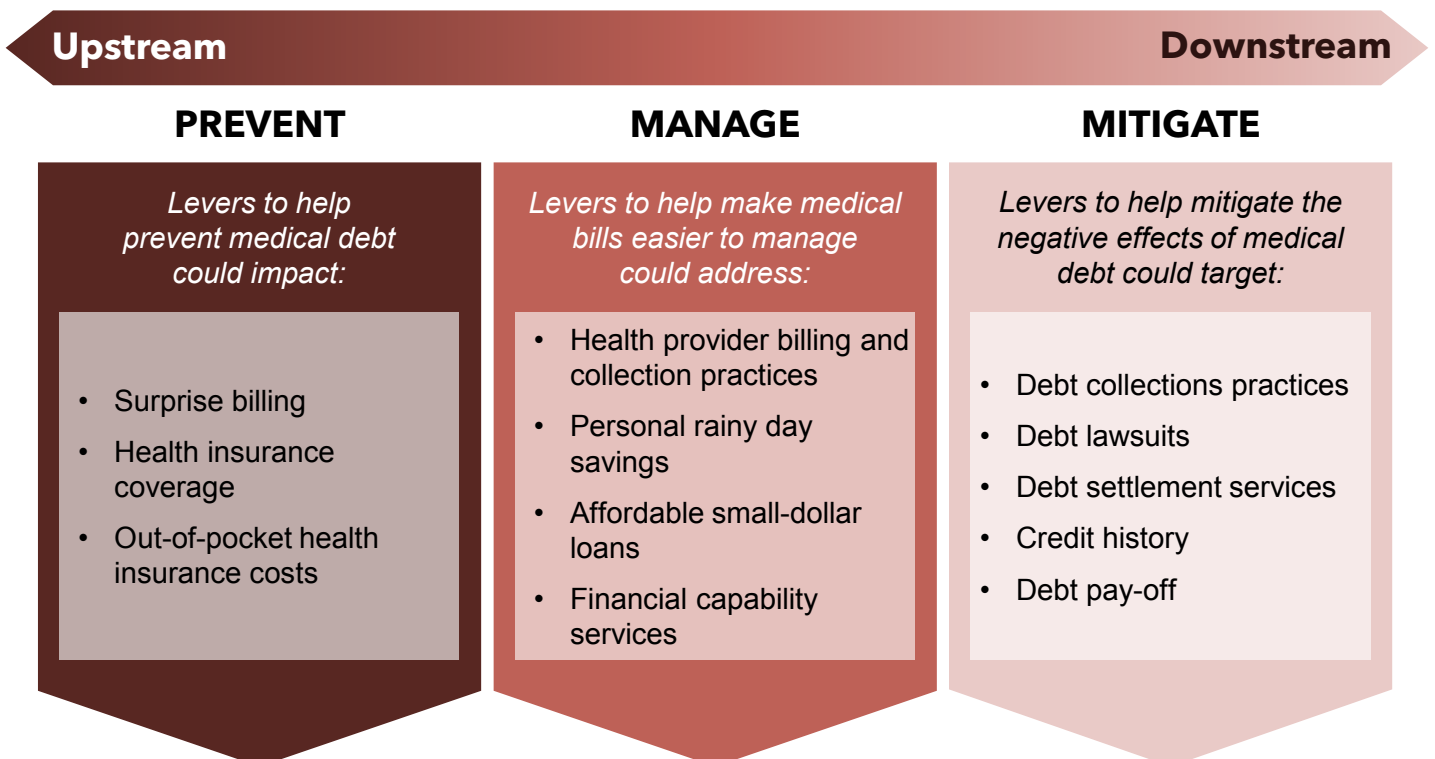 Upstream
Downstream
PREVENT
Levers to help
prevent medical debt
could impact:
• Surprise billing
• Health insurance
coverage
• Out-of-pocket health
insurance costs
MANAGE
Levers to help make medical
bills easier to manage
could address:
• Health provider billing and
collection practices
• Personal rainy day
savings
• Affordable small-dollar
loans
• Financial capability
services
MITIGATE
Levers to help mitigate the
negative effects of medical
debt could target:
• Debt collections practices
• Debt lawsuits
• Debt settlement services
• Credit history
• Debt pay-off